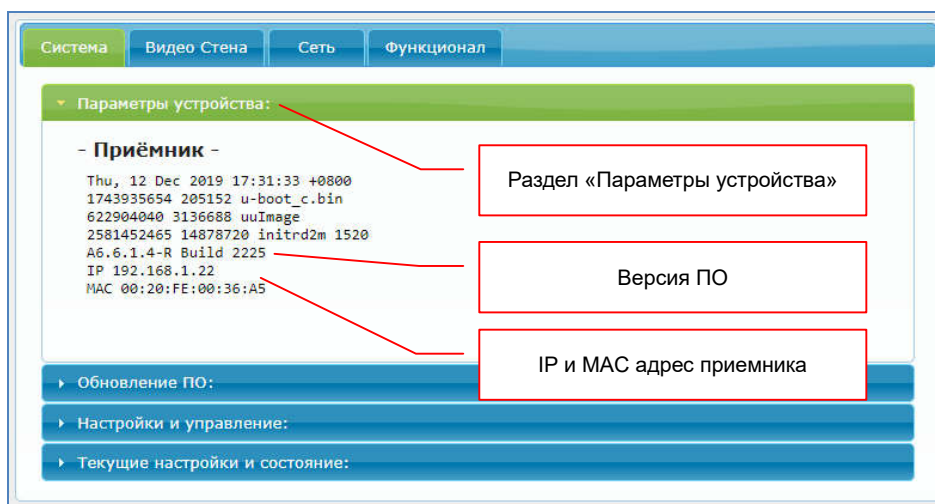 Система Видео Стена Сеть Функционал
Параметры устройства:
- Приёмник -
Thu, 12 Dec 2019 17:31:33 +0800
1743935654 205152 u-boot_c.bin
622904040 3136688 uuImage
2581452465 14878720 initrd2m 1520
A6.6.1.4-R Build 2225
IP 192.168.1.22
MAC 00:20:FE:00:36:A5
Раздел «Параметры устройства»
Версия ПО
IP и MAC адрес приемника
Обновление ПО:
Настройки и управление:
Текущие настройки и состояние: